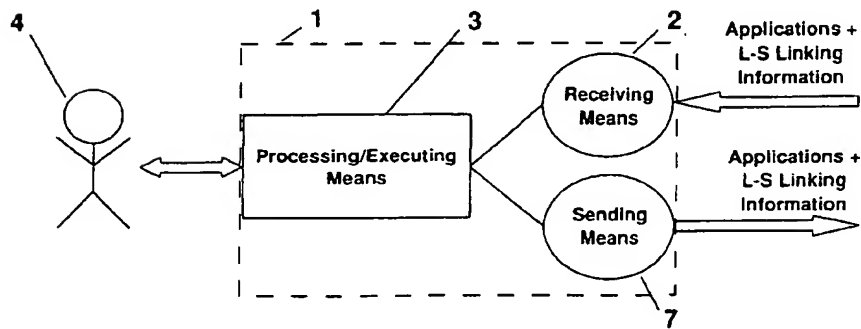 4
1
3
2
Applications +
L-S Linking
Information
Receiving
Means
Processing/Executing
Means
Applications +
L-S Linking
Information
Sending
Means
7